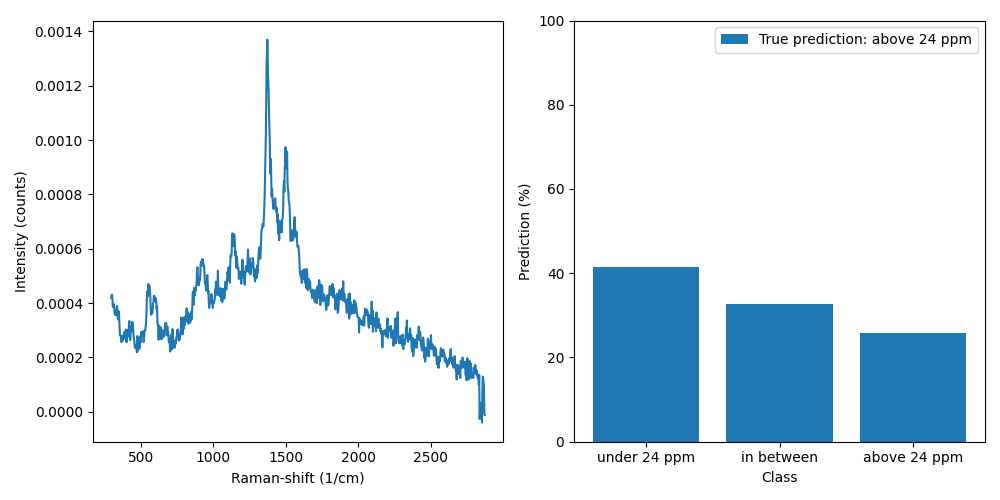 0.0014
0.0012
0.0010
0.0008
0.0006
0.0004
0.0002
0.0000
Intensity (counts)
500 1000 1500 2000 2500
Raman-shift (1/cm)
True prediction: above 24 ppm
100
80
60
40
20
0
Prediction (%)
under 24 ppm in between above 24 ppm
Class